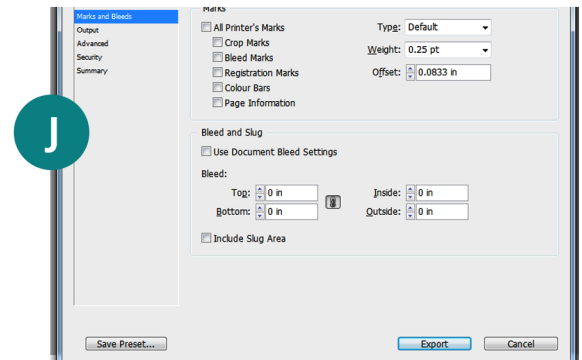 Marks and Bleeds
Output
Advanced
Security
Summary
J
Marks
All Printer's Marks
Crop Marks
Bleed Marks
Registration Marks
Colour Bars
Page Information
Type: Default
Weight: 0.25 pt
Offset: 0.0833 in
Bleed and Slug
Use Document Bleed Settings
Bleed:
Top: 0 in
Inside: 0 in
Bottom: 0 in
Outside: 0 in
Include Slug Area
Save Preset...
Export
Cancel